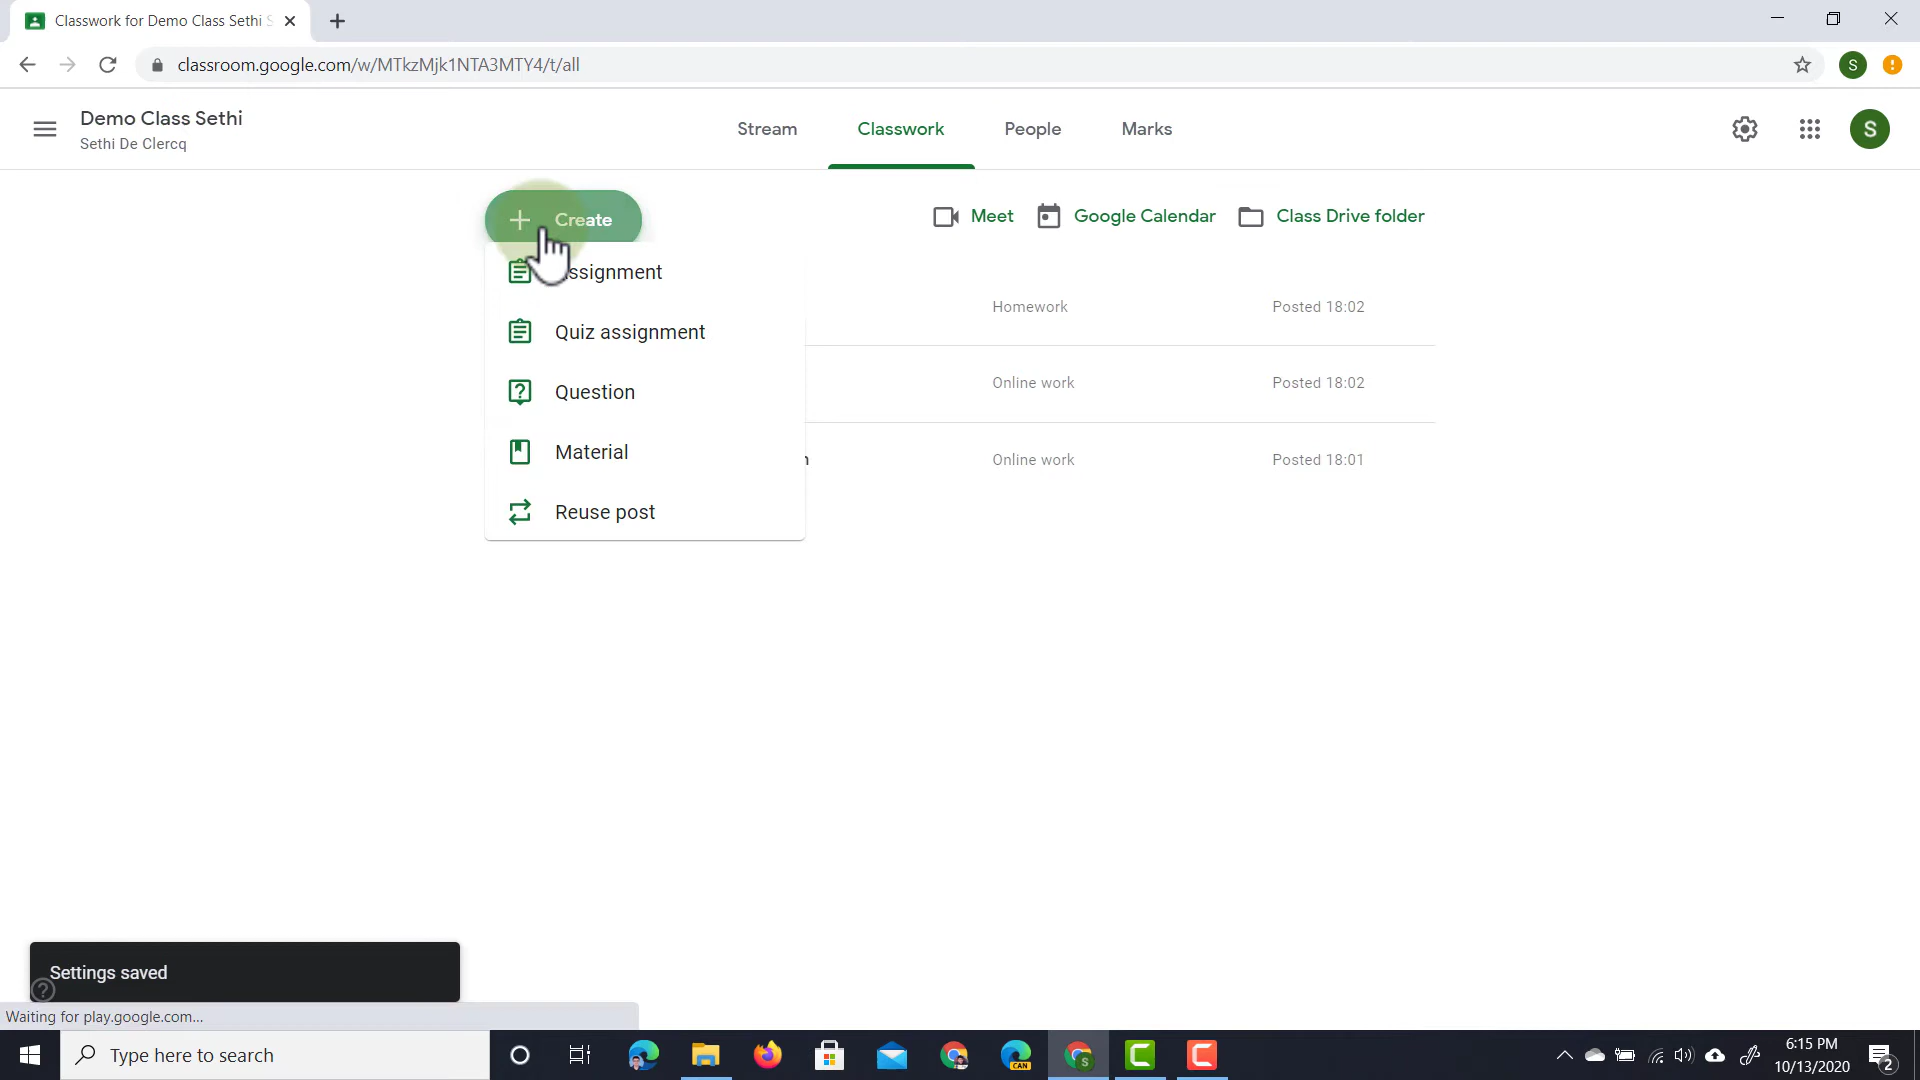 Classwork for Demo Class Sethi
classroom.google.com/w/MTkzMjk1NTA3MTY4/t/all
S
Demo Class Sethi
Sethi De Clercq
Stream
Classwork
People
Marks
S
Create
Meet
Google Calendar
Class Drive folder
ssignment
Homework
Posted 18:02
Quiz assignment
Online work
Posted 18:02
Question
Material
Online work
Posted 18:01
Reuse post
Settings saved
Waiting for play.google.com...
Type here to search
CAN
S
6:15 PM
10/13/2020
2